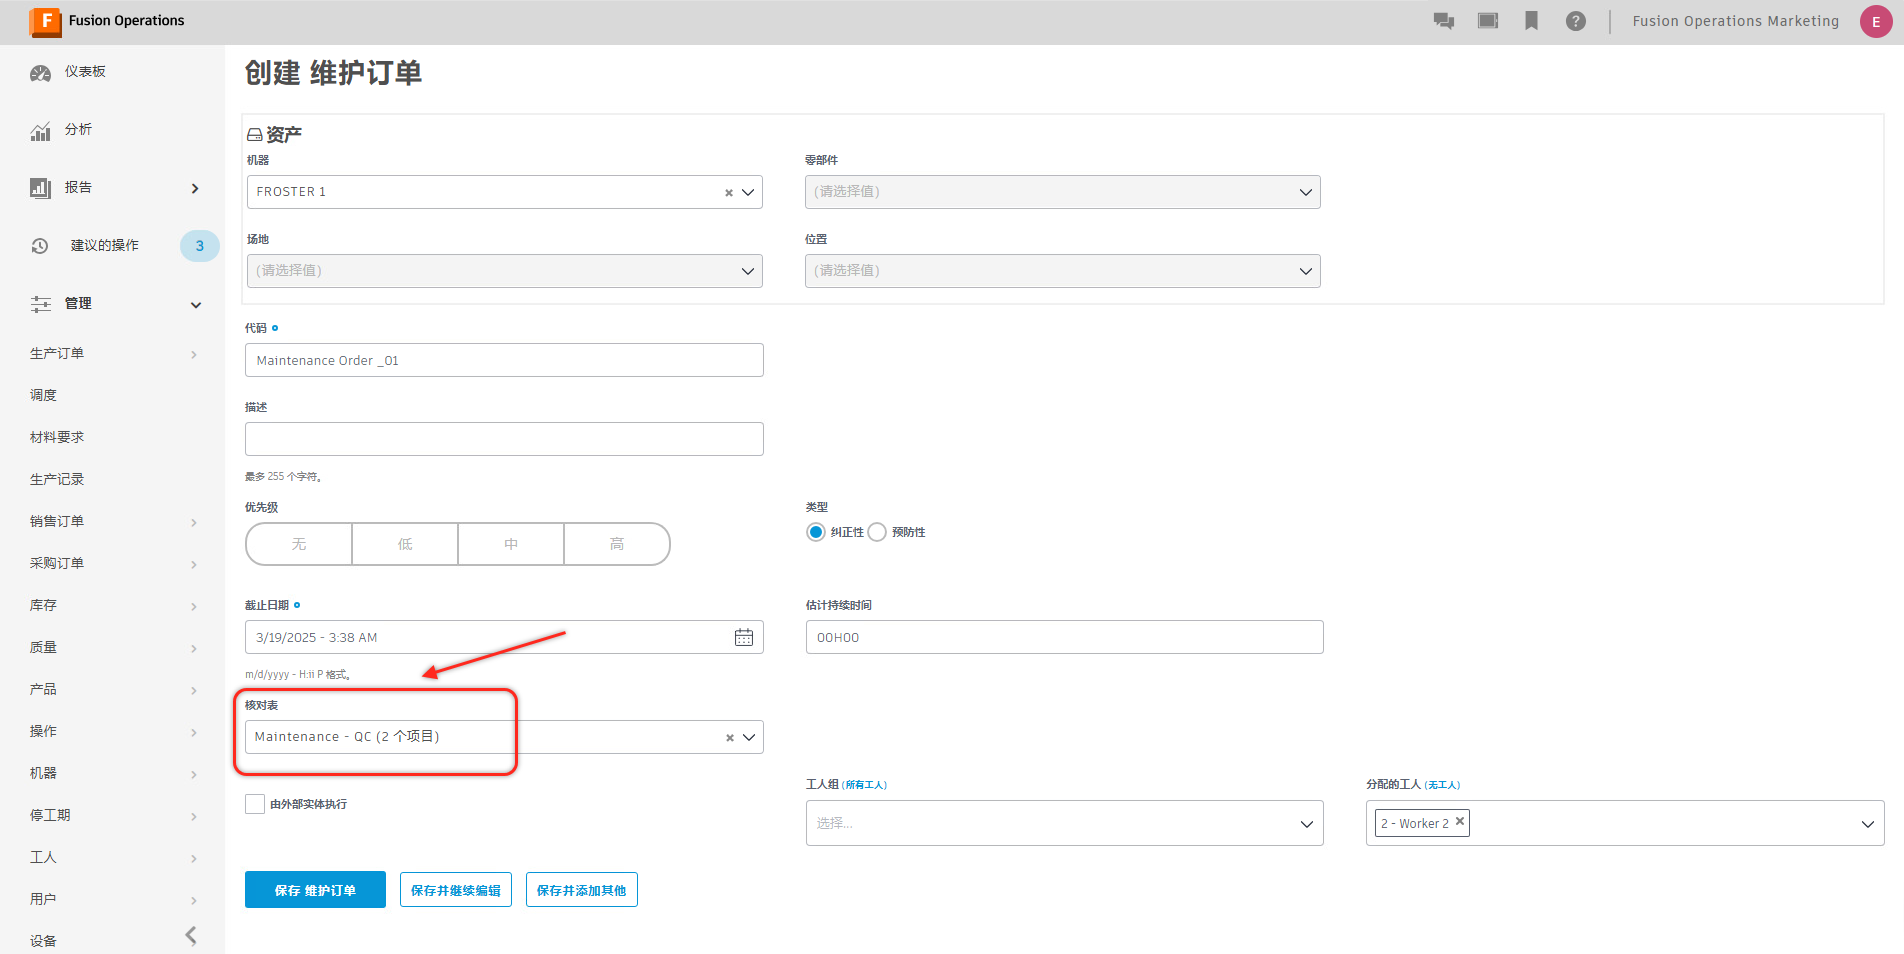 Fusion Operations
Fusion Operations Marketing
E
仪表板
分析
报告
建议的操作
3
管理
生产订单
调度
材料要求
生产记录
销售订单
采购订单
库存
质量
产品
操作
机器
停工期
工人
用户
设备
创建 维护订单
资产
机器
零部件
FROSTER 1
(请选择值)
场地
位置
(请选择值)
(请选择值)
代码
Maintenance Order _01
描述
最多 255 个字符。
优先级
类型
无
低
中
高
纠正性
预防性
截止日期
估计持续时间
3/19/2025 - 3:38 AM
00H00
m/d/yyyy - H:ii P 格式。
核对表
Maintenance - QC (2 个项目)
由外部实体执行
工人组 (所有工人)
分配的工人 (无工人)
选择...
2 - Worker 2
保存 维护订单
保存并继续编辑
保存并添加其他